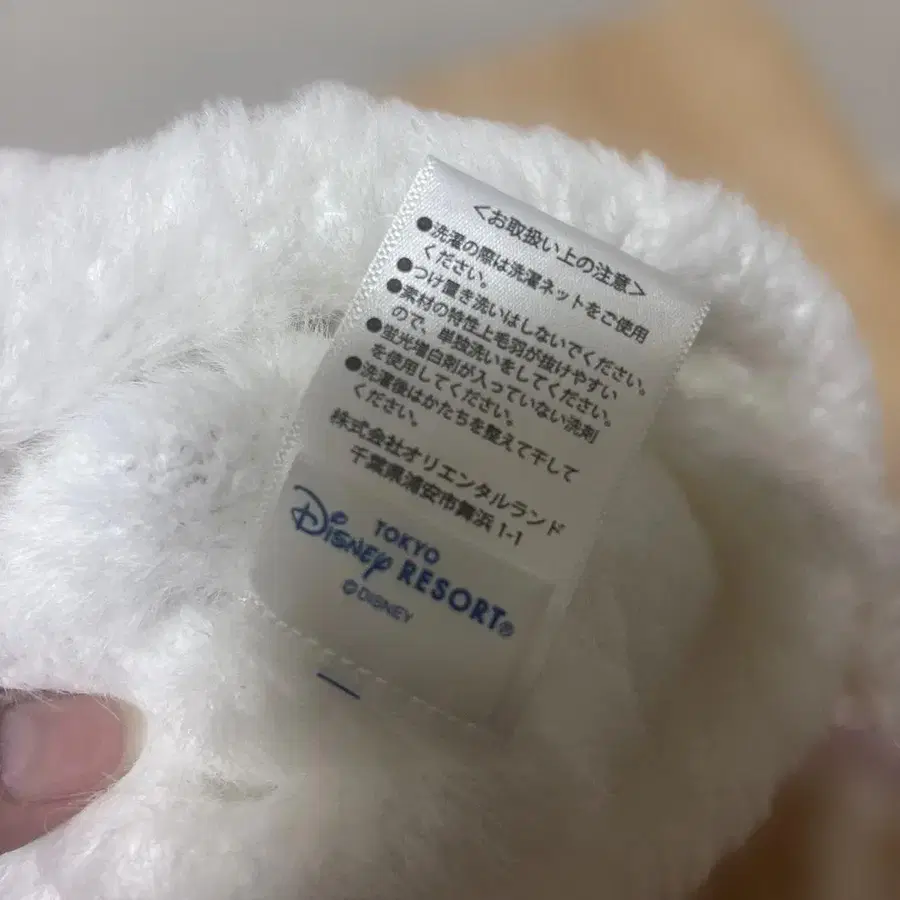 <お取扱い上の注意>
●洗濯の際は洗濯ネットをご使用
ください。
●つけ置き洗いはしないでください。
●素材の特性上毛羽が抜けやすい
ので、単独洗いをしてください。
●蛍光増白剤が入っていない洗剤
を使用してください。
●洗濯後はかたちを整えて干して
ください。
株式会社オリエンタルランド
千葉県浦安市舞浜1-1
TOKYO
Disney RESORT®
©DISNEY